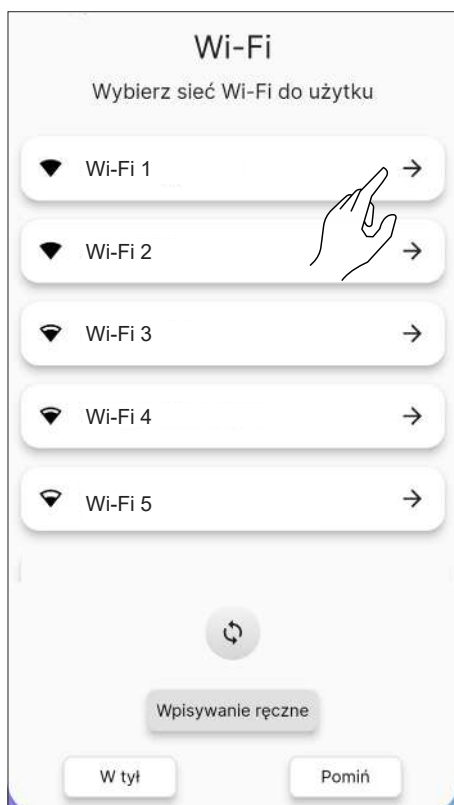 Wi-Fi
Wybierz sieć Wi-Fi do użytku
Wi-Fi 1
Wi-Fi 2
Wi-Fi 3
Wi-Fi 4
Wi-Fi 5
Wpisywanie ręczne
W tył Pomiń